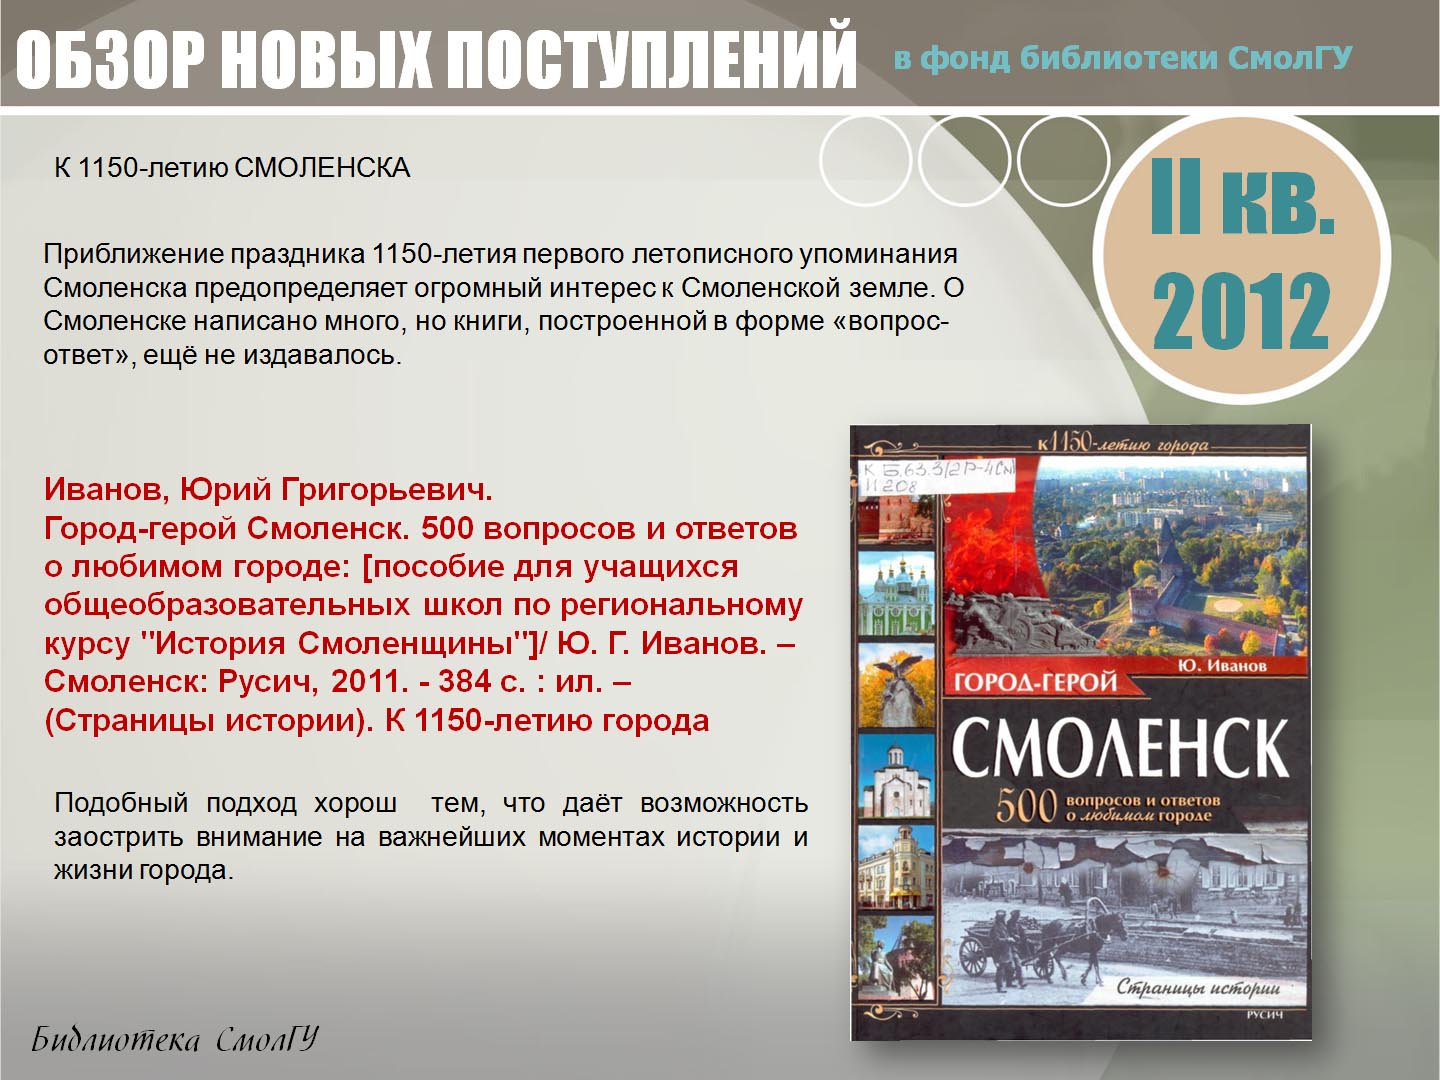 ОБЗОР НОВЫХ ПОСТУПЛЕНИЙ
в фонд библиотеки СмолГУ
II кв.
2012
К 1150-летию СМОЛЕНСКА
Приближение праздника 1150-летия первого летописного упоминания
Смоленска предопределяет огромный интерес к Смоленской земле. О
Смоленске написано много, но книги, построенной в форме «вопрос-
ответ», ещё не издавалось.
Иванов, Юрий Григорьевич.
Город-герой Смоленск. 500 вопросов и ответов
о любимом городе: [пособие для учащихся
общеобразовательных школ по региональному
курсу "История Смоленщины"]/ Ю. Г. Иванов. –
Смоленск: Русич, 2011. - 384 с. : ил. –
(Страницы истории). К 1150-летию города
Подобный подход хорош тем, что даёт возможность
заострить внимание на важнейших моментах истории и
жизни города.
к 1150-летию города
К Б.63.3(2Р-4См)
И 208
Ю. Иванов
ГОРОД-ГЕРОЙ
СМОЛЕНСК
500 вопросов и ответов
о любимом городе
Страницы истории
РУСИЧ
Библиотека СмолГУ